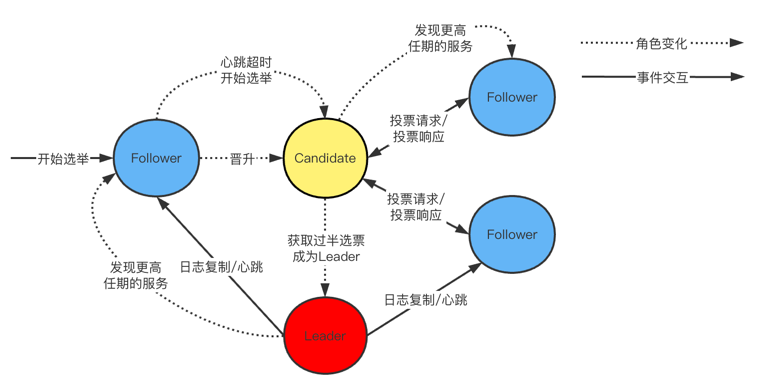 发现更高
任期的服务
角色变化
心跳超时
开始选举
事件交互
Follower
投票请求/
投票响应
开始选举
Follower
晋升
Candidate
投票请求/
投票响应
Follower
获取过半选票
成为Leader
发现更高
任期的服务
日志复制/心跳
日志复制/心跳
Leader